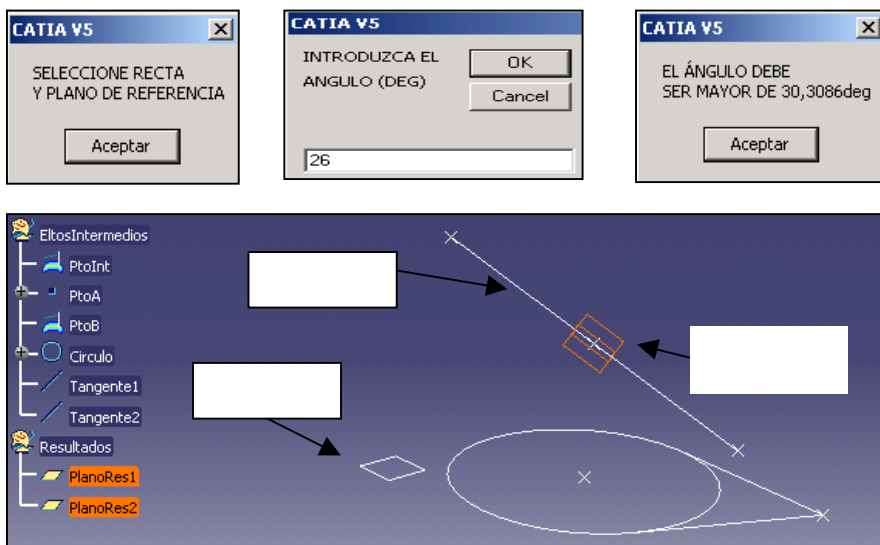 CATIA V5
SELECCIONE RECTA
Y PLANO DE REFERENCIA
Aceptar
CATIA V5
INTRODUZCA EL
ANGULO (DEG)
OK
Cancel
26
CATIA V5
EL ÁNGULO DEBE
SER MAYOR DE 30,3086deg
Aceptar
EltosIntermedios
PtoInt
PtoA
PtoB
Circulo
Tangente1
Tangente2
Resultados
PlanoRes1
PlanoRes2